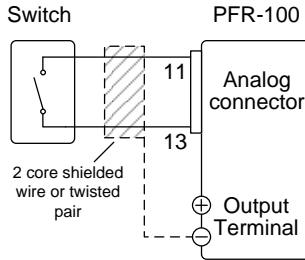 Switch
PFR-100
11
Analog
connector
13
2 core shielded
wire or twisted
pair
+
Output
Terminal
−